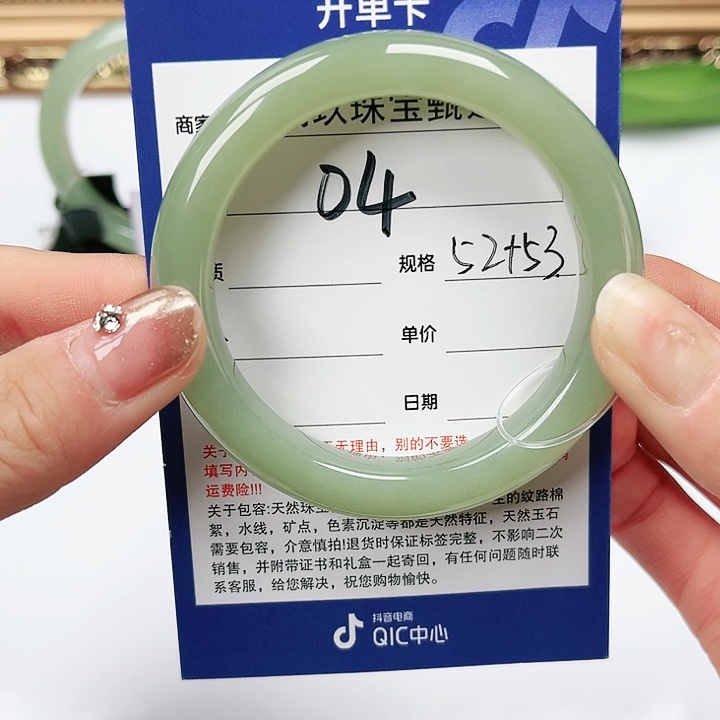 开单卡
商家
玖珠宝甄选
04
质
规格 52+53
单价
日期
关于 无理由，别的不要选
填写内
运费险!!!
关于包容:天然珠宝 生的纹路棉
絮，水线，矿点，色素沉淀等都是天然特征，天然玉石
需要包容，介意慎拍!退货时保证标签完整，不影响二次
销售，并附带证书和礼盒一起寄回，有任何问题随时联
系客服，给您解决，祝您购物愉快。
抖音电商
QIC中心